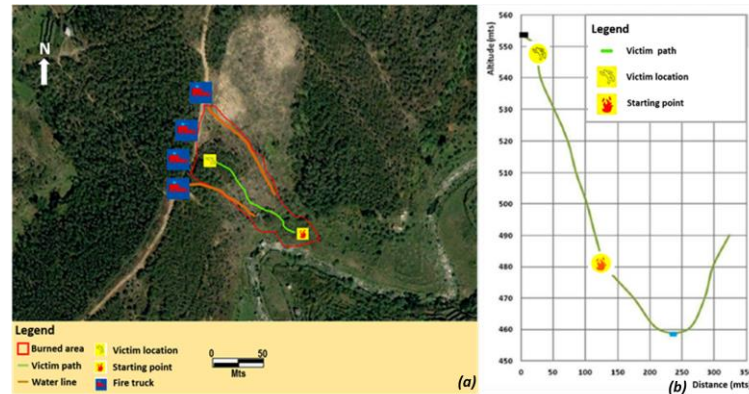 N
Legend
Burned area
Victim path
Water line
Victim location
Starting point
Fire truck
0
50
Mts
(a)
Altitude (mts)
560
550
540
530
520
510
500
490
480
470
460
450
0
50
100
150
200
250
300
350
Distance (mts)
Legend
Victim path
Victim location
Starting point
(b)